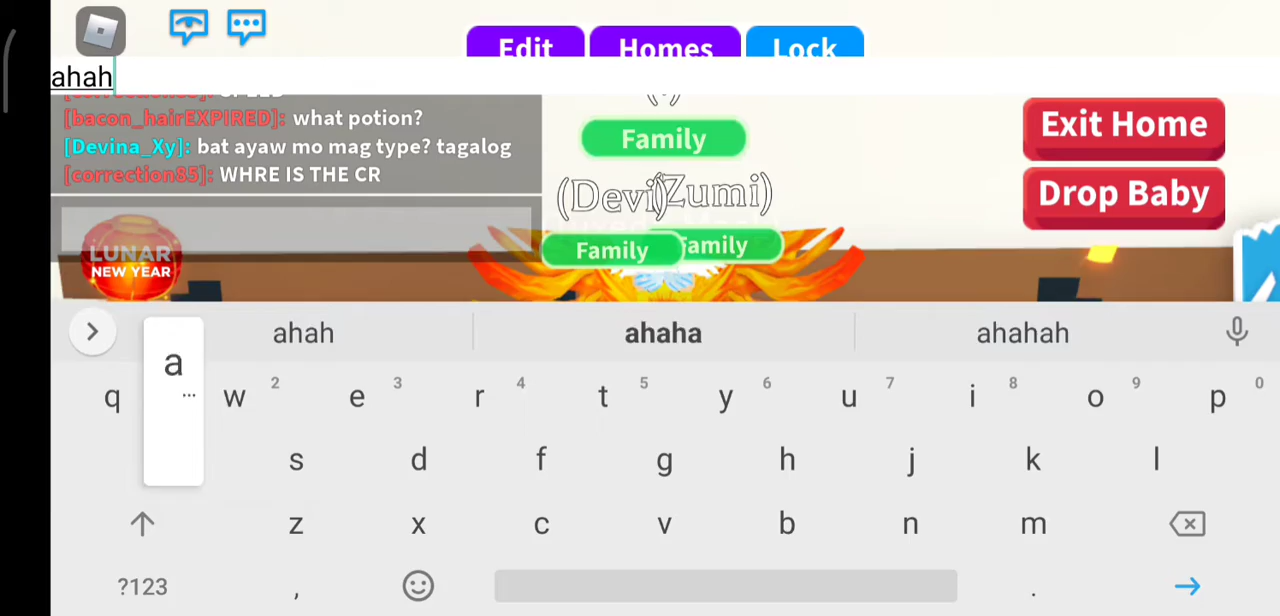 Edit Homes Lock
ahah
[bacon_hairEXPIRED]: what potion?
[Devina_Xy]: bat ayaw mo mag type? tagalog
[correction85]: WHRE IS THE CR
Family
(Devi)
Zumi)
Family
Family
Exit Home
Drop Baby
LUNAR
NEW YEAR
ahah ahaha ahahah
a
...
q w 2 e 3 r 4 t 5 y 6 u 7 i 8 o 9 p 0
s d f g h j k l
z x c v b n m
?123 , .